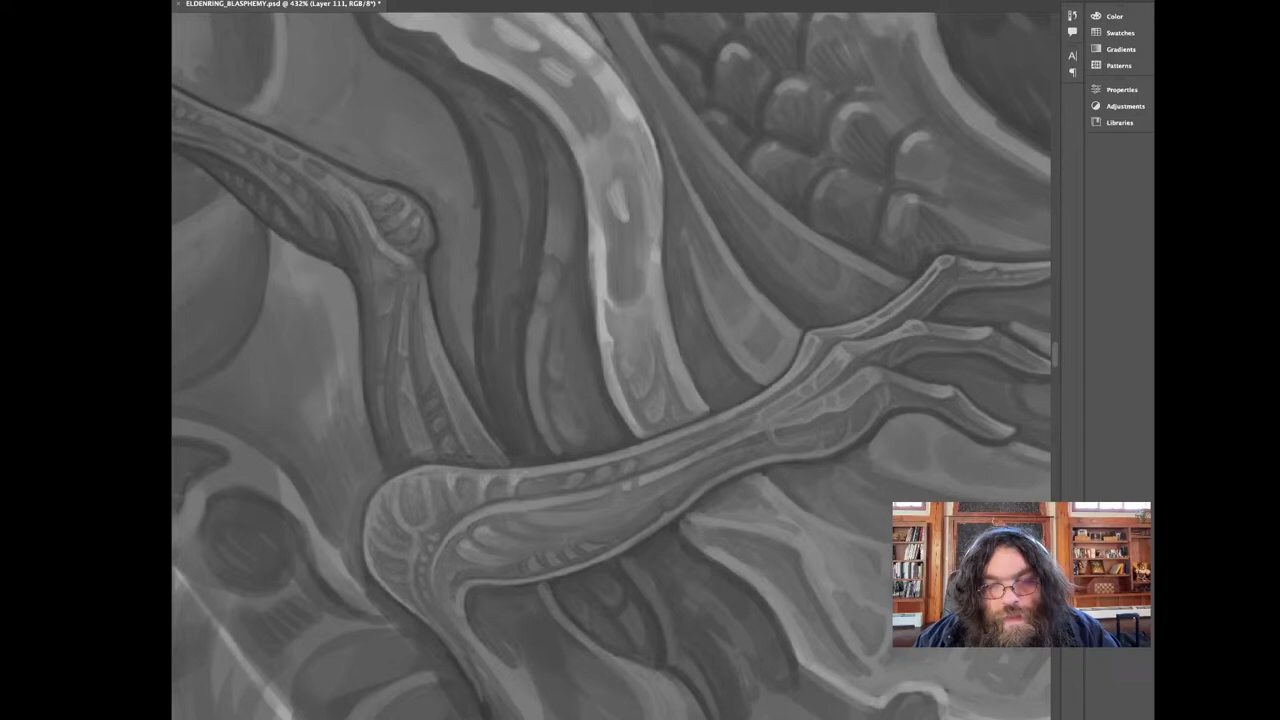 × ELDENRING_BLASPHEMY.psd @ 432% (Layer 111, RGB/8*) *
Color
Swatches
Gradients
Patterns
Properties
Adjustments
Libraries